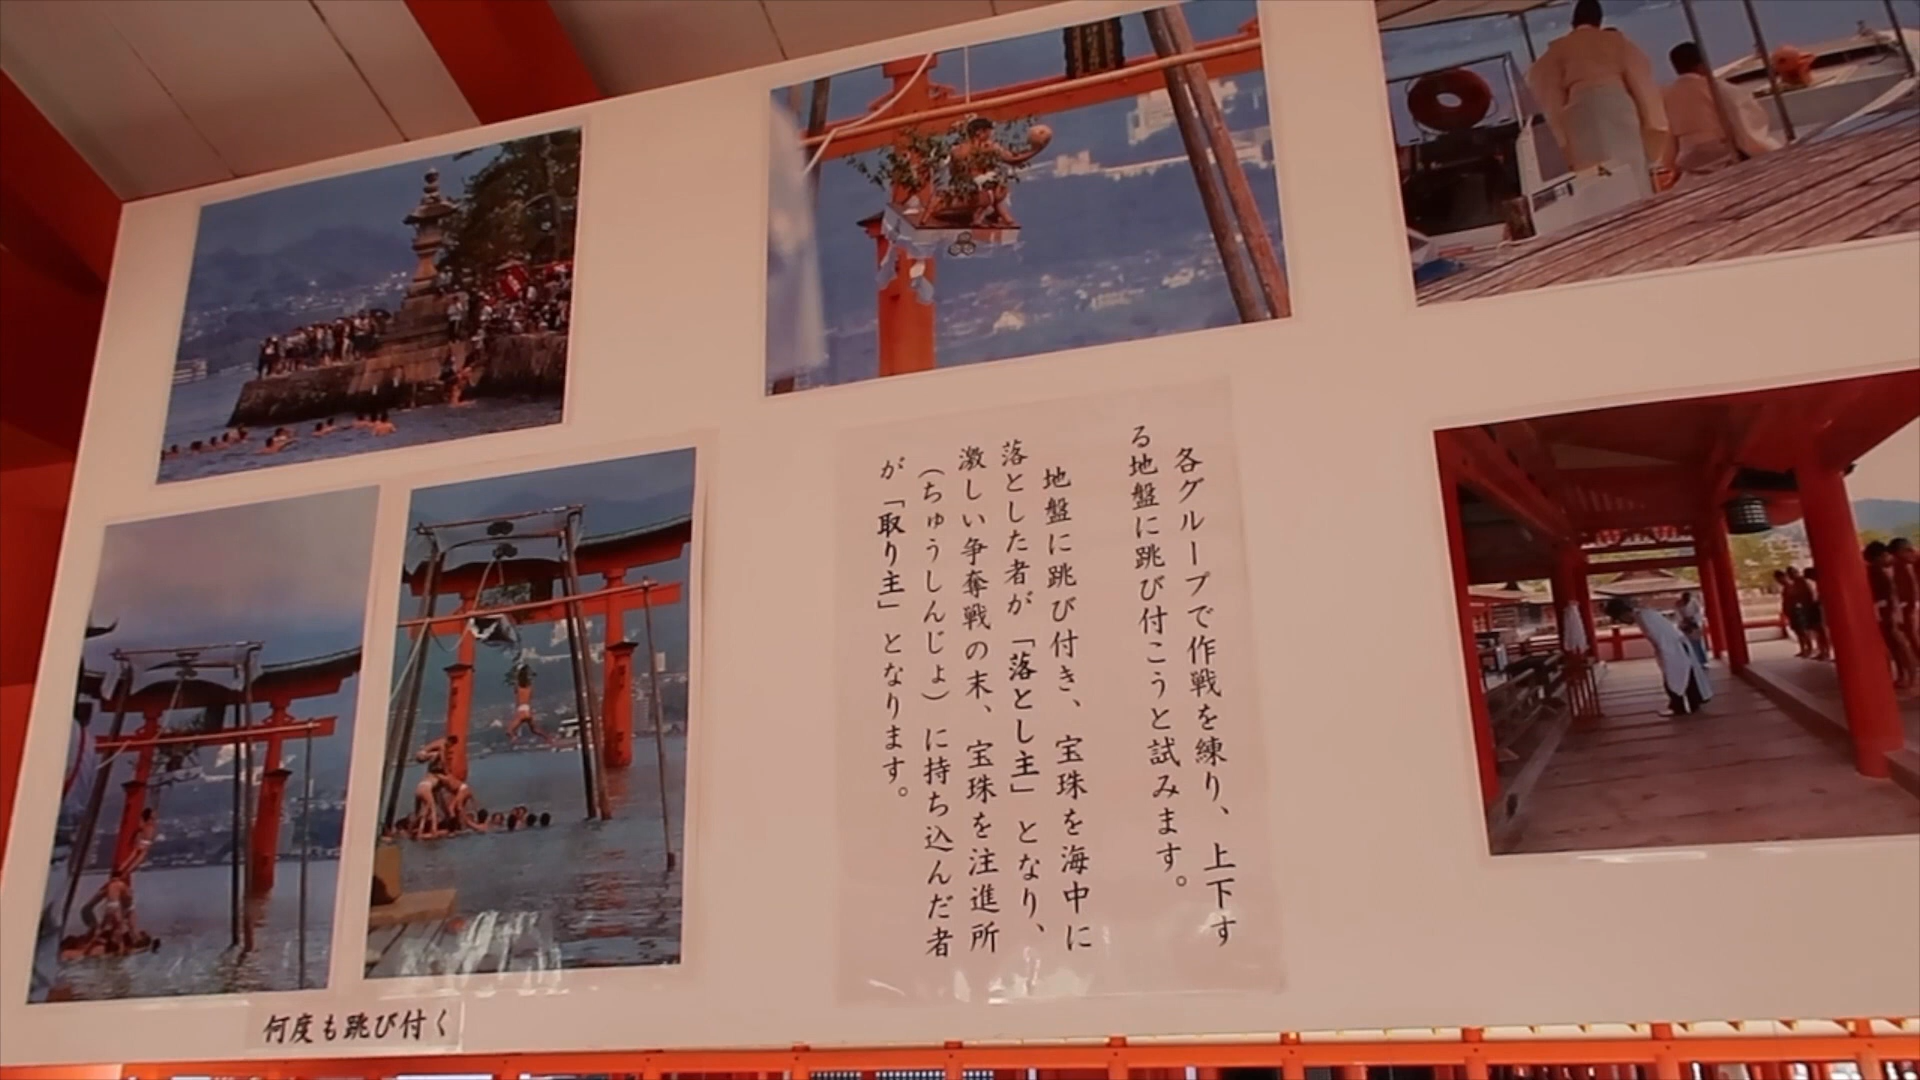 各グループで作戦を練り、上下す
る地盤に跳び付こうと試みます。
地盤に跳び付き、宝珠を海中に
落とした者が「落とし主」となり、
激しい争奪戦の末、宝珠を注進所
（ちゅうしんじょ）に持ち込んだ者
が「取り主」となります。
何度も跳び付く